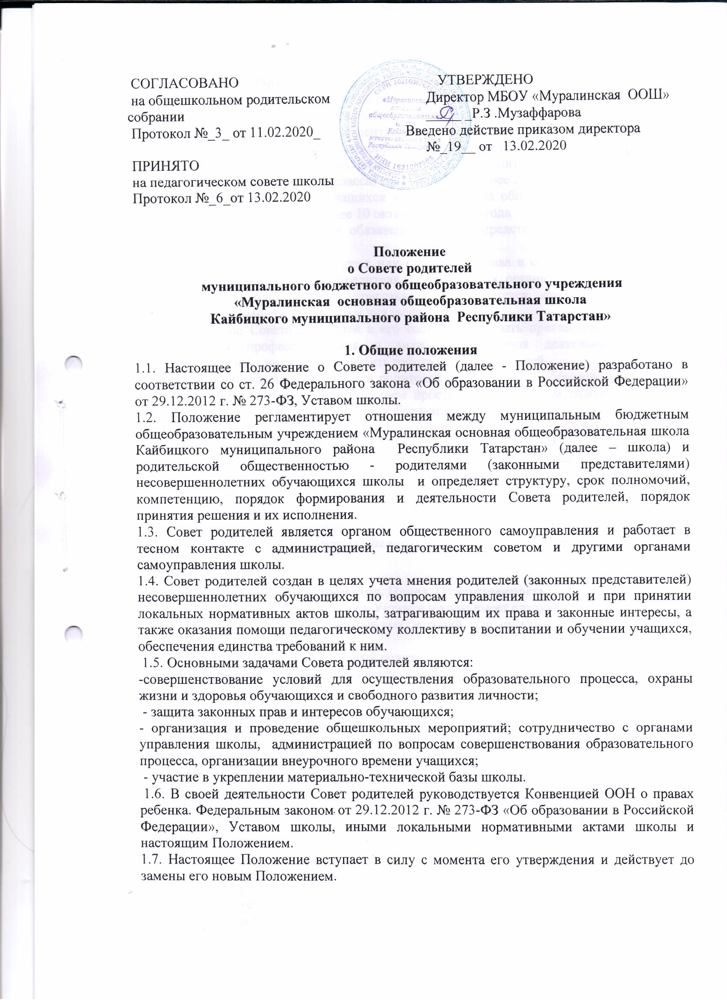 СОГЛАСОВАНО
на общешкольном родительском
собрании
Протокол №_3_ от 11.02.2020_
ПРИНЯТО
на педагогическом совете школы
Протокол №_6_от 13.02.2020
УТВЕРЖДЕНО
Директор МБОУ «Муралинская ООШ»
_____ _Р.З .Музаффарова
Введено действие приказом директора
№_19__ от 13.02.2020
Положение
о Совете родителей
муниципального бюджетного общеобразовательного учреждения
«Муралинская основная общеобразовательная школа
Кайбицкого муниципального района Республики Татарстан»
1. Общие положения
1.1. Настоящее Положение о Совете родителей (далее - Положение) разработано в
соответствии со ст. 26 Федерального закона «Об образовании в Российской Федерации»
от 29.12.2012 г. № 273-ФЗ, Уставом школы.
1.2. Положение регламентирует отношения между муниципальным бюджетным
общеобразовательным учреждением «Муралинская основная общеобразовательная школа
Кайбицкого муниципального района Республики Татарстан» (далее – школа) и
родительской общественностью - родителями (законными представителями)
несовершеннолетних обучающихся школы и определяет структуру, срок полномочий,
компетенцию, порядок формирования и деятельности Совета родителей, порядок
принятия решения и их исполнения.
1.3. Совет родителей является органом общественного самоуправления и работает в
тесном контакте с администрацией, педагогическим советом и другими органами
самоуправления школы.
1.4. Совет родителей создан в целях учета мнения родителей (законных представителей)
несовершеннолетних обучающихся по вопросам управления школой и при принятии
локальных нормативных актов школы, затрагивающим их права и законные интересы, а
также оказания помощи педагогическому коллективу в воспитании и обучении учащихся,
обеспечения единства требований к ним.
1.5. Основными задачами Совета родителей являются:
-совершенствование условий для осуществления образовательного процесса, охраны
жизни и здоровья обучающихся и свободного развития личности;
- защита законных прав и интересов обучающихся;
- организация и проведение общешкольных мероприятий; сотрудничество с органами
управления школы, администрацией по вопросам совершенствования образовательного
процесса, организации внеурочного времени учащихся;
- участие в укреплении материально-технической базы школы.
1.6. В своей деятельности Совет родителей руководствуется Конвенцией ООН о правах
ребенка. Федеральным законом от 29.12.2012 г. № 273-ФЗ «Об образовании в Российской
Федерации», Уставом школы, иными локальными нормативными актами школы и
настоящим Положением.
1.7. Настоящее Положение вступает в силу с момента его утверждения и действует до
замены его новым Положением.